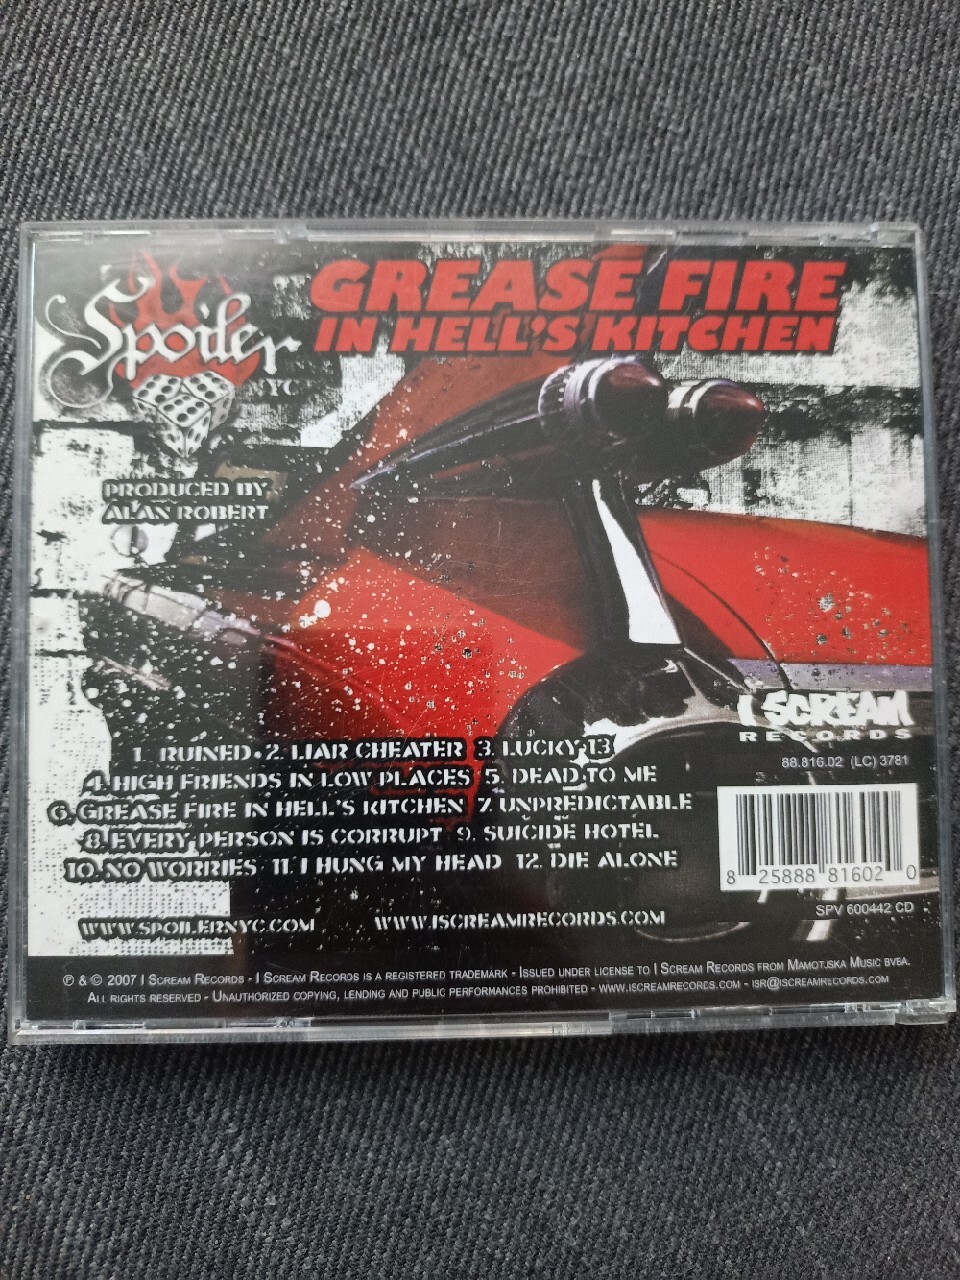 Spoiler
NYC
GREASE FIRE
IN HELL'S KITCHEN
PRODUCED BY
ALAN ROBERT
I SCREAM
RECORDS
88.816.02 (LC) 3781
1. RUINED • 2. LIAR CHEATER 3. LUCKY 13
4. HIGH FRIENDS IN LOW PLACES 5. DEAD TO ME
6. GREASE FIRE IN HELL'S KITCHEN 7. UNPREDICTABLE
8. EVERY PERSON IS CORRUPT 9. SUICIDE HOTEL
10. NO WORRIES 11. I HUNG MY HEAD 12. DIE ALONE
8 25888 81602 0
SPV 600442 CD
WWW.SPOILERNYC.COM WWW.ISCREAMRECORDS.COM
℗ & © 2007 I SCREAM RECORDS - I SCREAM RECORDS IS A REGISTERED TRADEMARK - ISSUED UNDER LICENSE TO I SCREAM RECORDS FROM MAMOTISKA MUSIC BVBA.
ALL RIGHTS RESERVED - UNAUTHORIZED COPYING, LENDING AND PUBLIC PERFORMANCES PROHIBITED - WWW.ISCREAMRECORDS.COM - ISR@ISCREAMRECORDS.COM